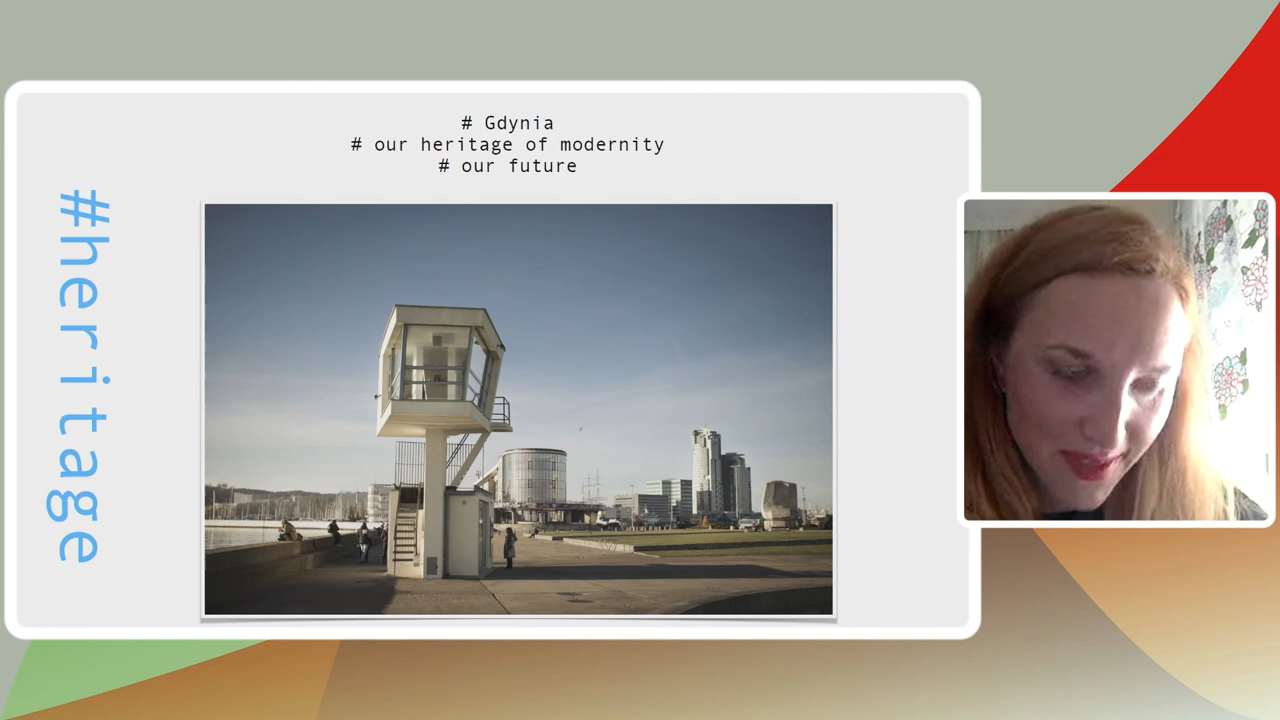 # Gdynia
# our heritage of modernity
# our future
#heritage